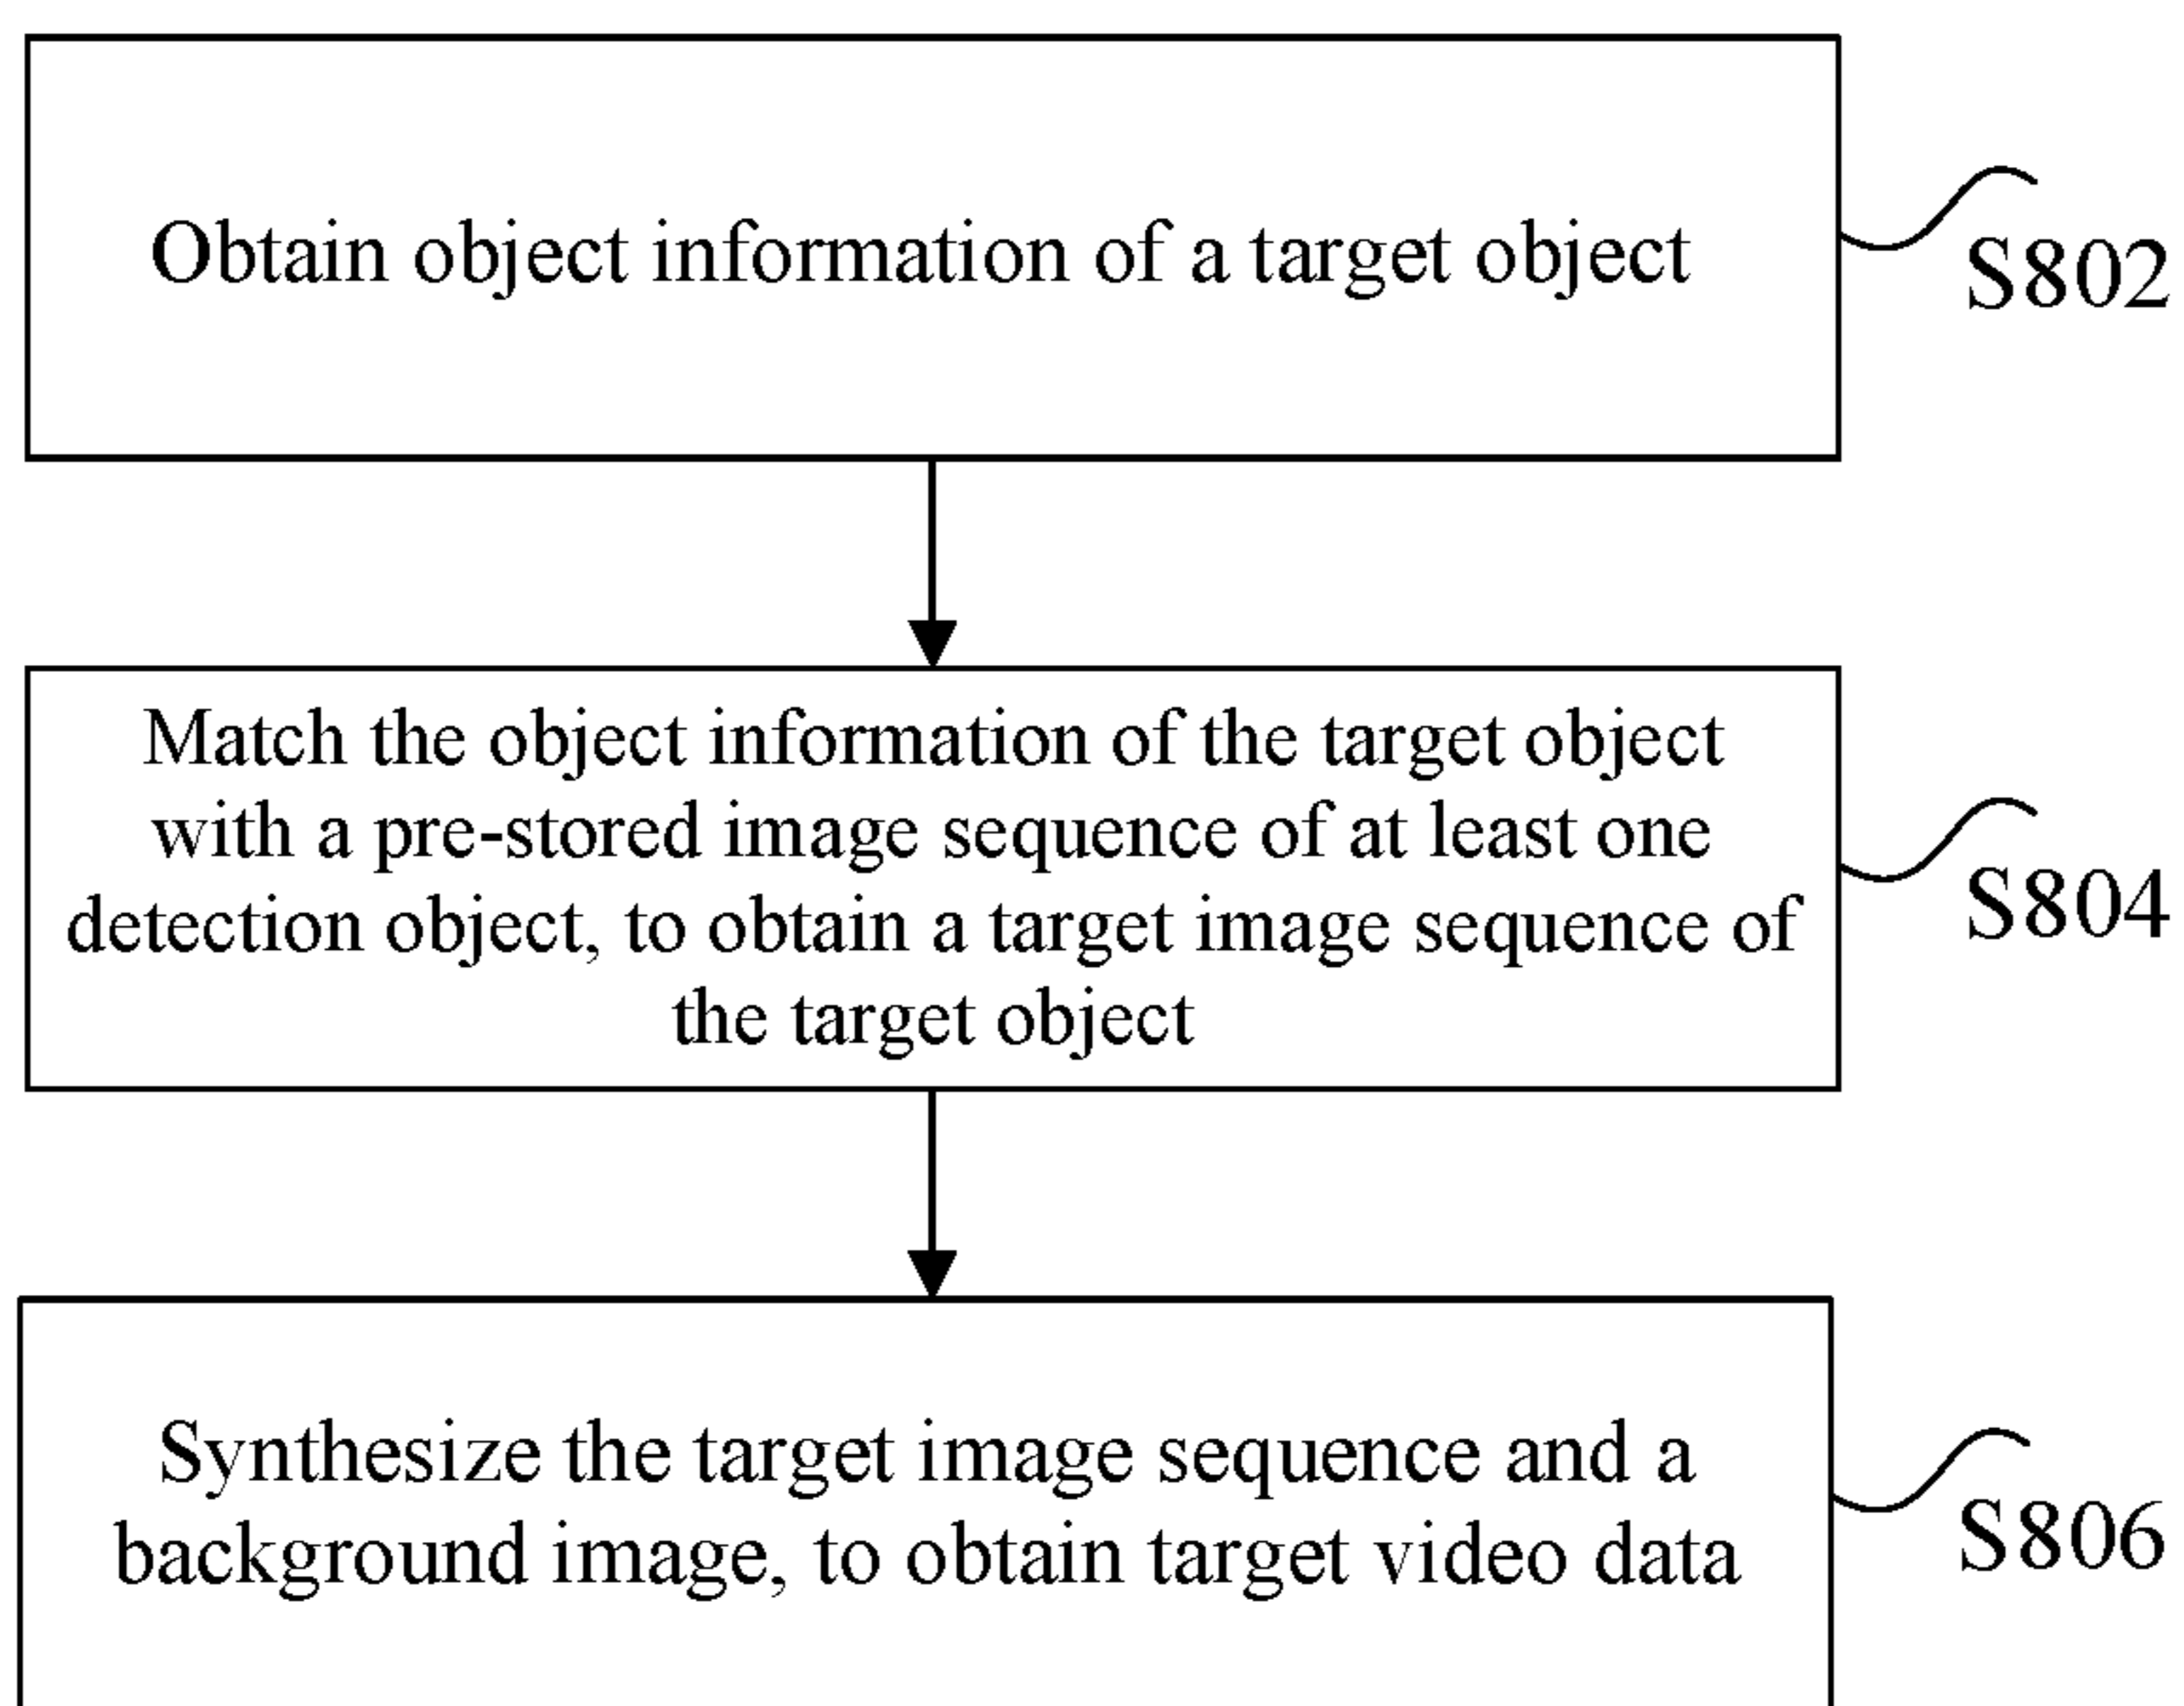 Obtain object information of a target object
S802
Match the object information of the target object
with a pre-stored image sequence of at least one
detection object, to obtain a target image sequence of
the target object
S804
Synthesize the target image sequence and a
background image, to obtain target video data
S806